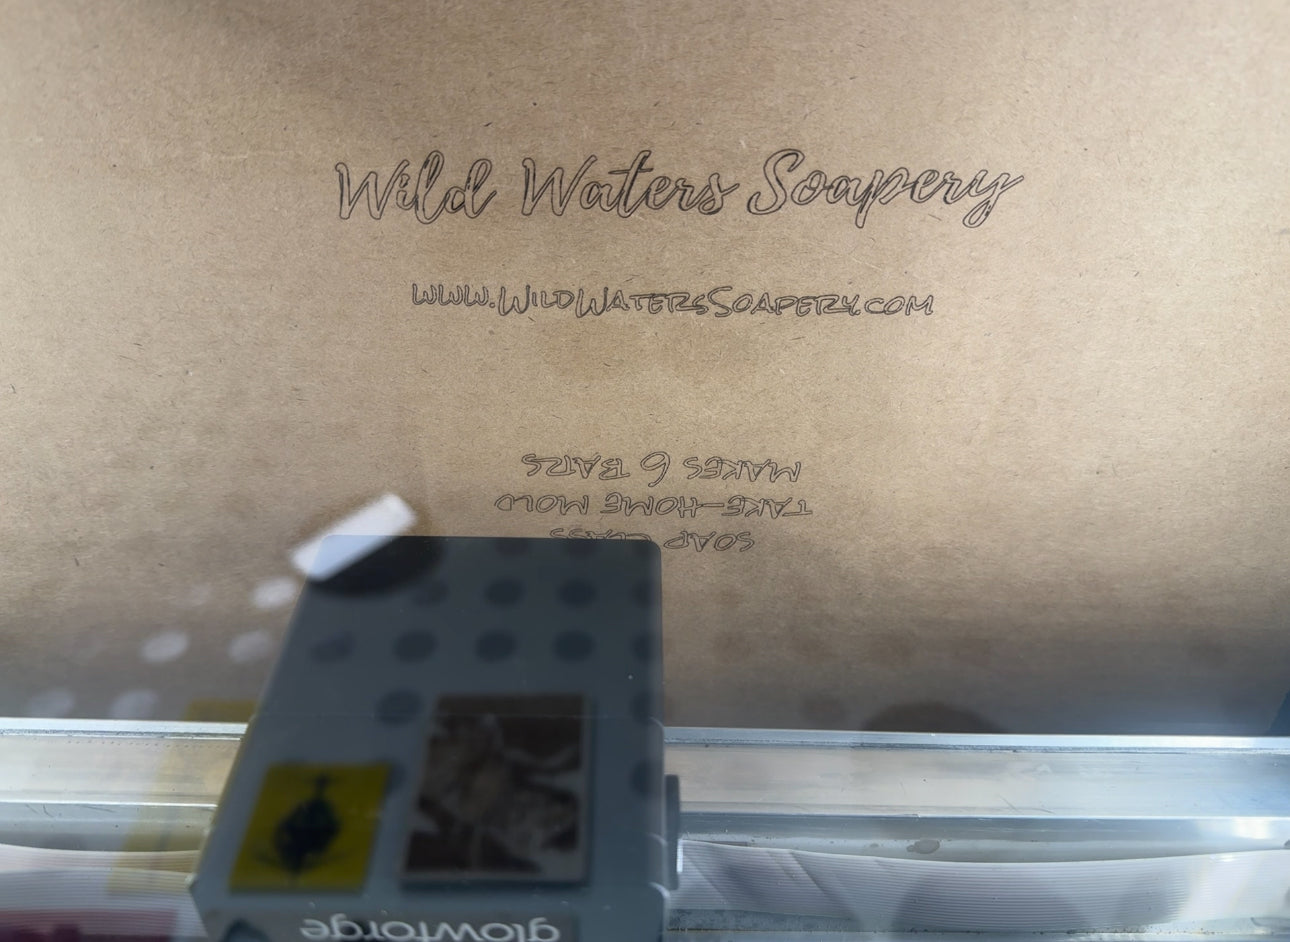 Wild Waters Soapery
www.WildWatersSoapery.com
SOAP CLASS
TAKE-HOME MOLD
MAKES 6 BARS
glowforge